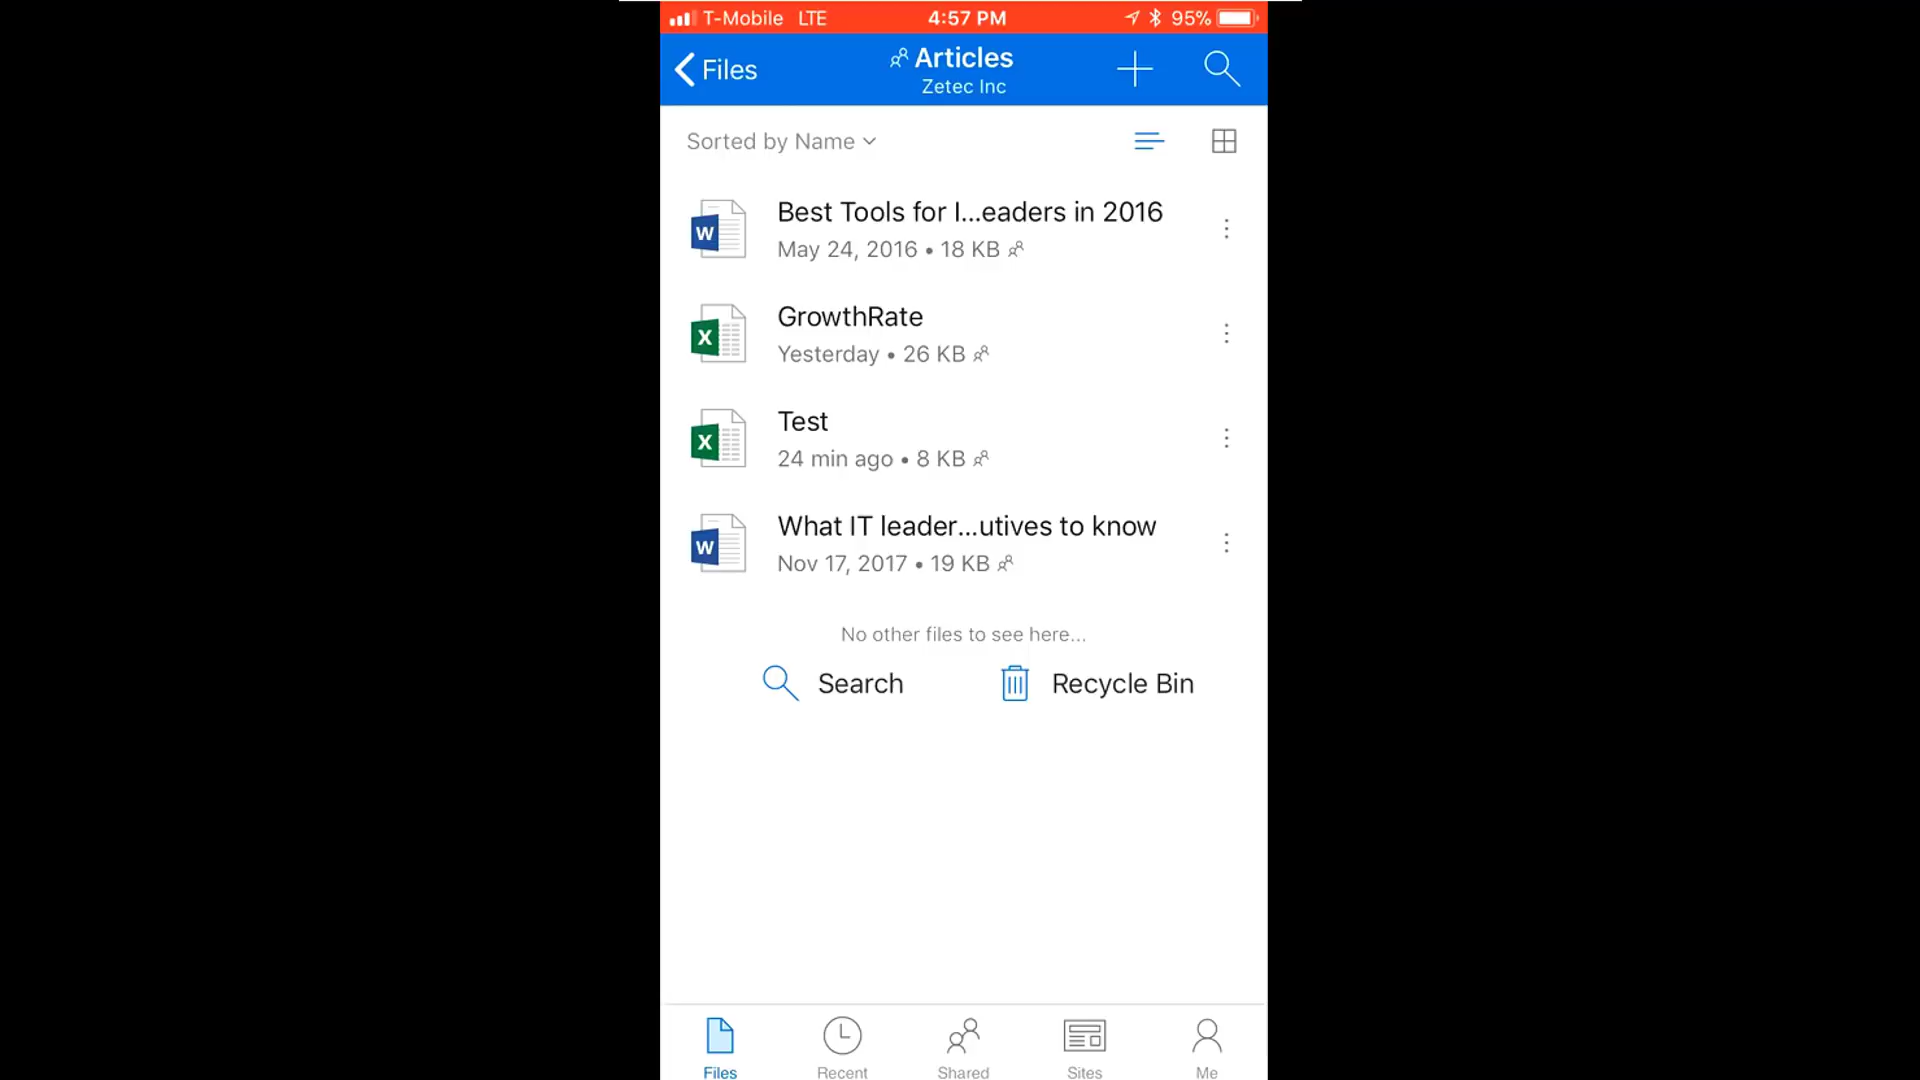 T-Mobile LTE 4:57 PM 95%
Files
Articles
Zetec Inc
Sorted by Name
W
Best Tools for I...eaders in 2016
May 24, 2016 • 18 KB
X
GrowthRate
Yesterday • 26 KB
X
Test
24 min ago • 8 KB
W
What IT leader...utives to know
Nov 17, 2017 • 19 KB
No other files to see here...
Search Recycle Bin
Files Recent Shared Sites Me